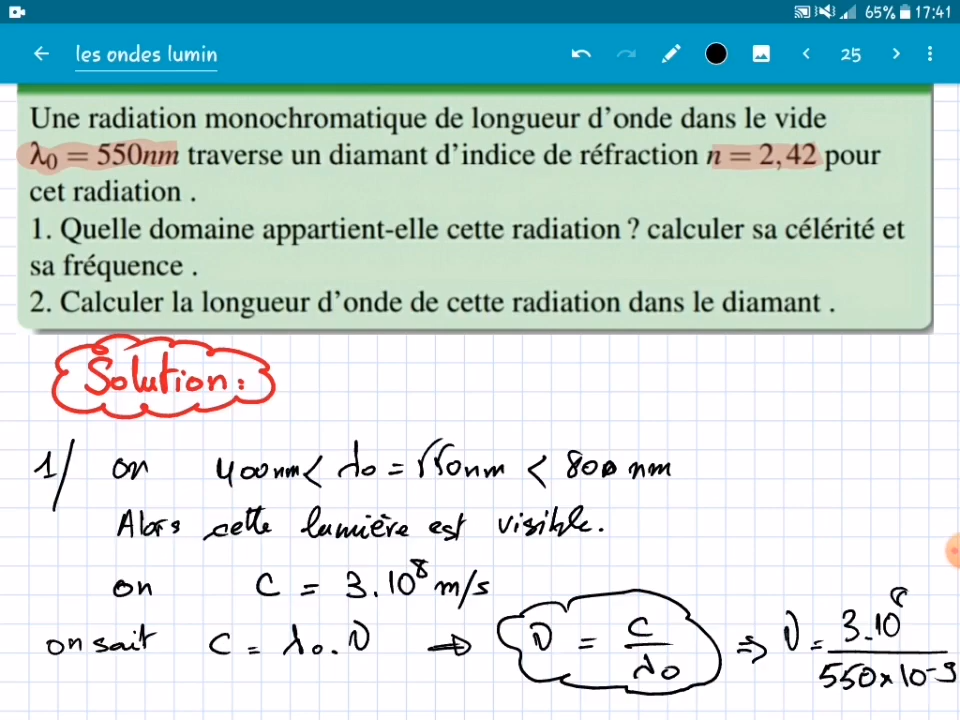 65% 17:41
les ondes lumin
25
Une radiation monochromatique de longueur d'onde dans le vide
λ0 = 550nm traverse un diamant d'indice de réfraction n = 2,42 pour
cet radiation .
1. Quelle domaine appartient-elle cette radiation ? calculer sa célérité et
sa fréquence .
2. Calculer la longueur d'onde de cette radiation dans le diamant .
Solution :
1/ on 400nm < λ0 = 550nm < 800 nm
Alors cette lumière est visible.
on C = 3.10⁸ m/s
on sait C = λ0.ν ⇒ ν = C/λ0 ⇒ ν = 3.10⁸/550×10⁻⁹